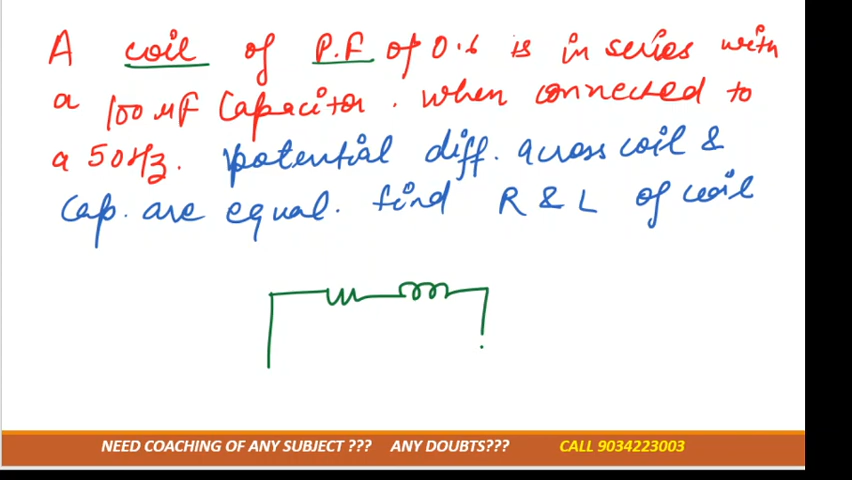 A coil of P.F of 0.6 is in series with
a 100 μF Capacitor. when connected to
a 50Hz. potential diff. across coil &
Cap. are equal. find R & L of coil
NEED COACHING OF ANY SUBJECT ??? ANY DOUBTS??? CALL 9034223003